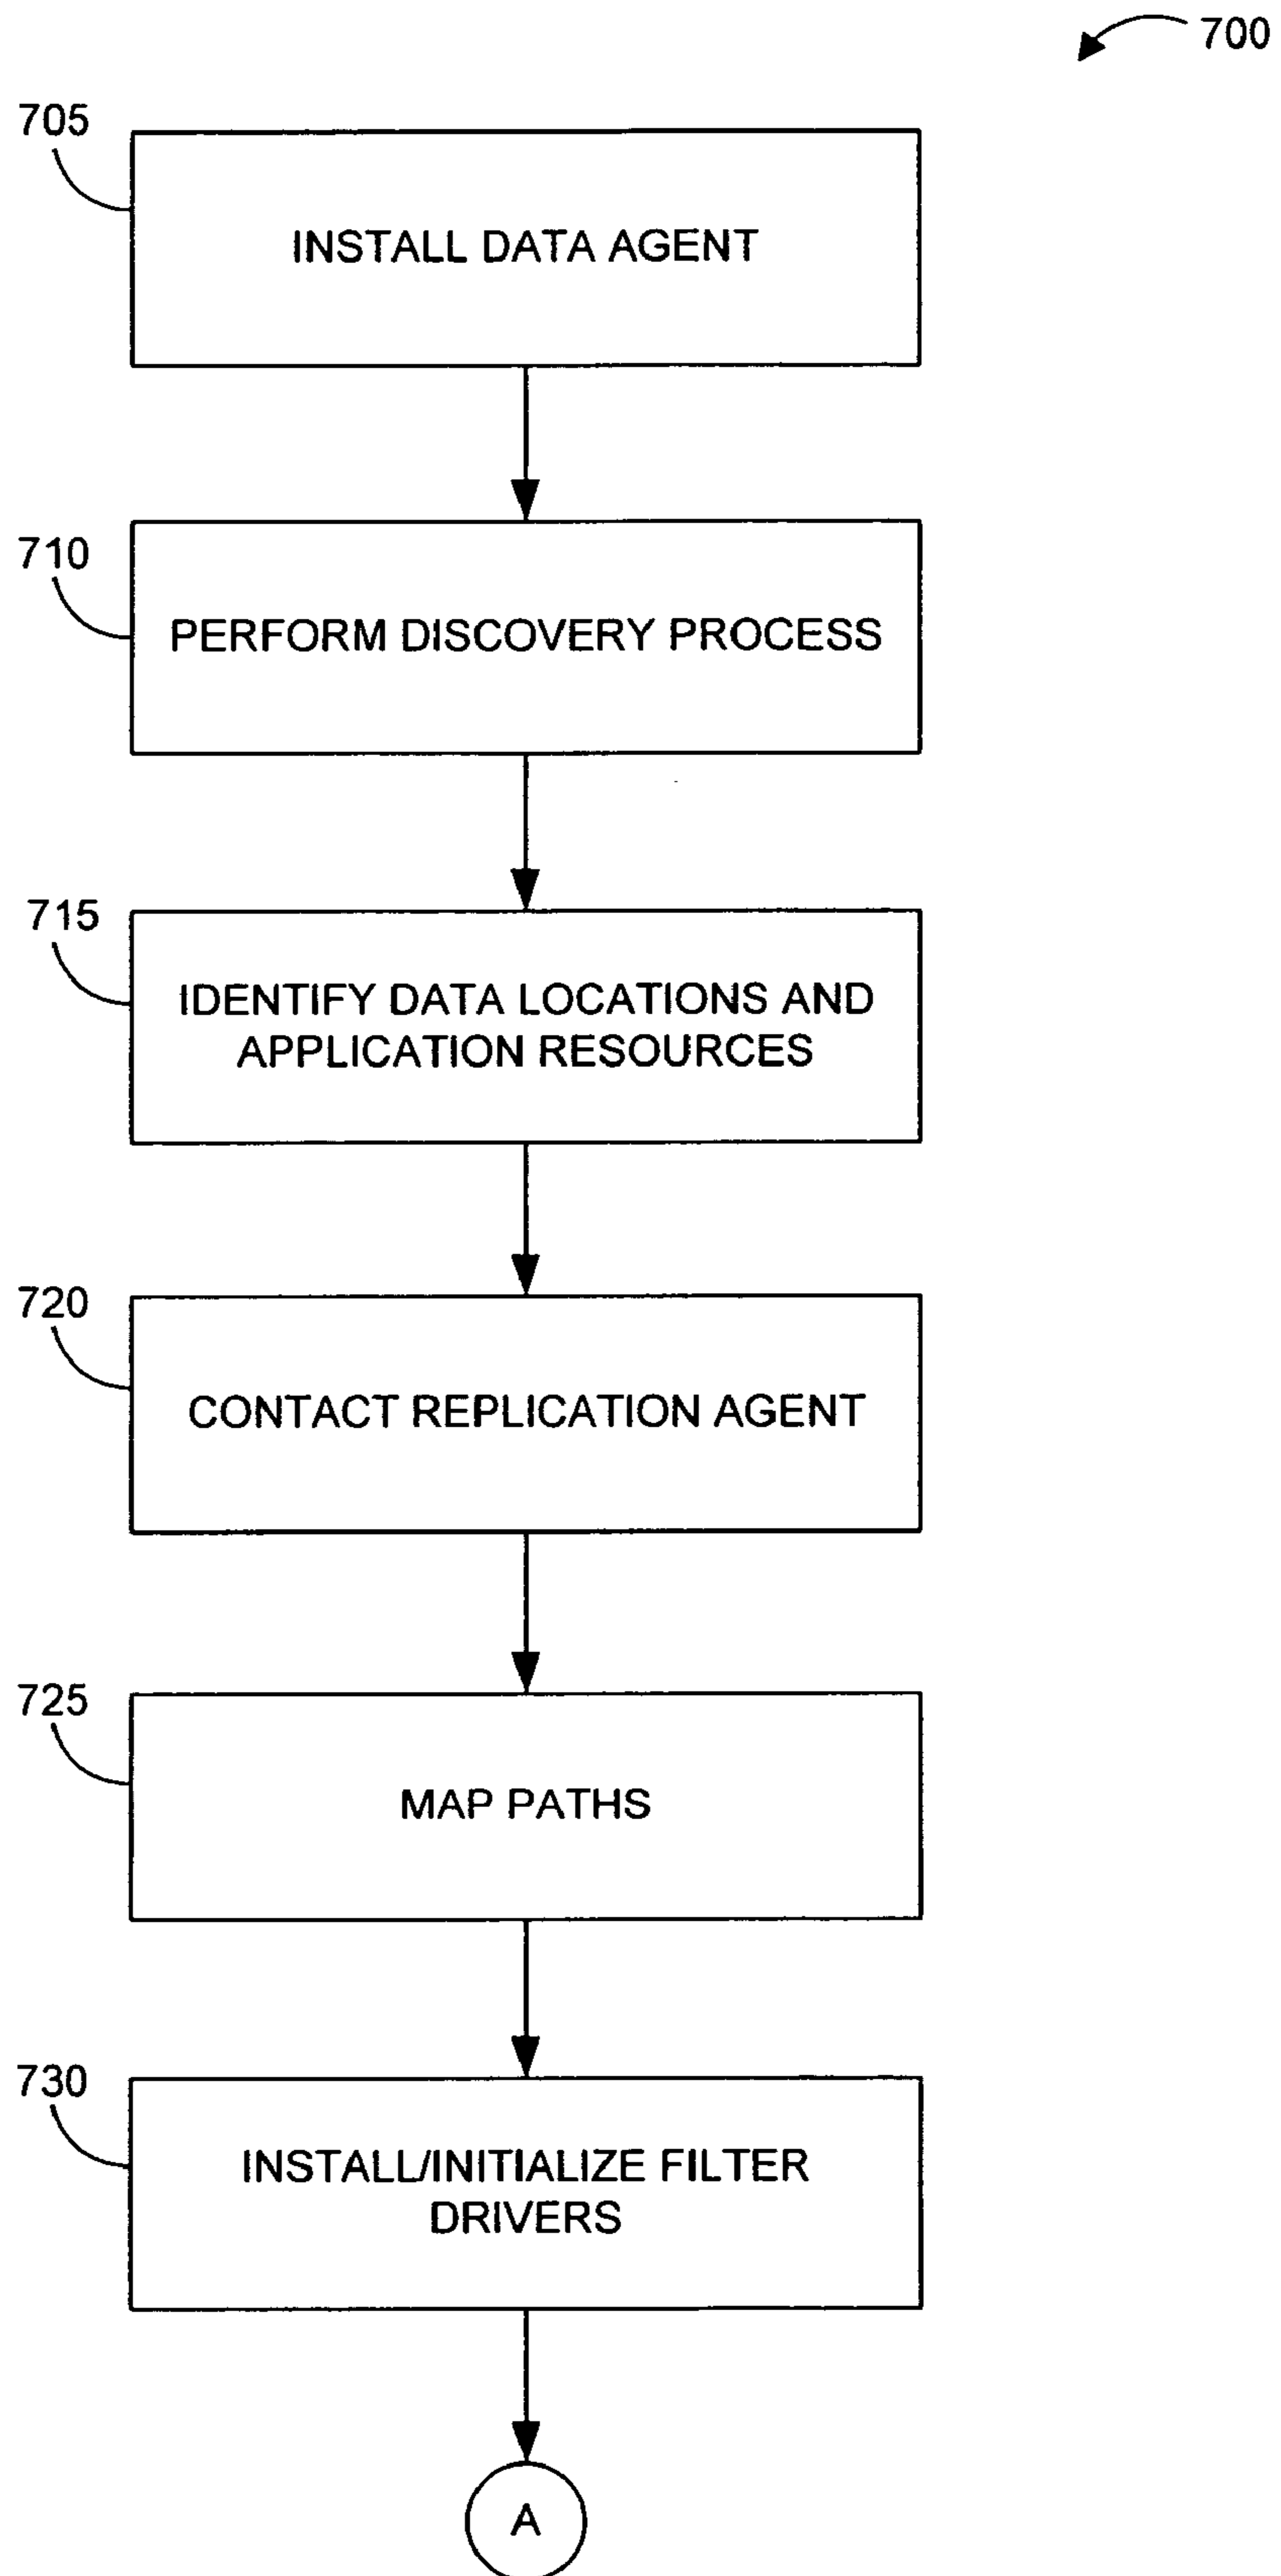 700
705
INSTALL DATA AGENT
710
PERFORM DISCOVERY PROCESS
715
IDENTIFY DATA LOCATIONS AND
APPLICATION RESOURCES
720
CONTACT REPLICATION AGENT
725
MAP PATHS
730
INSTALL/INITIALIZE FILTER
DRIVERS
A